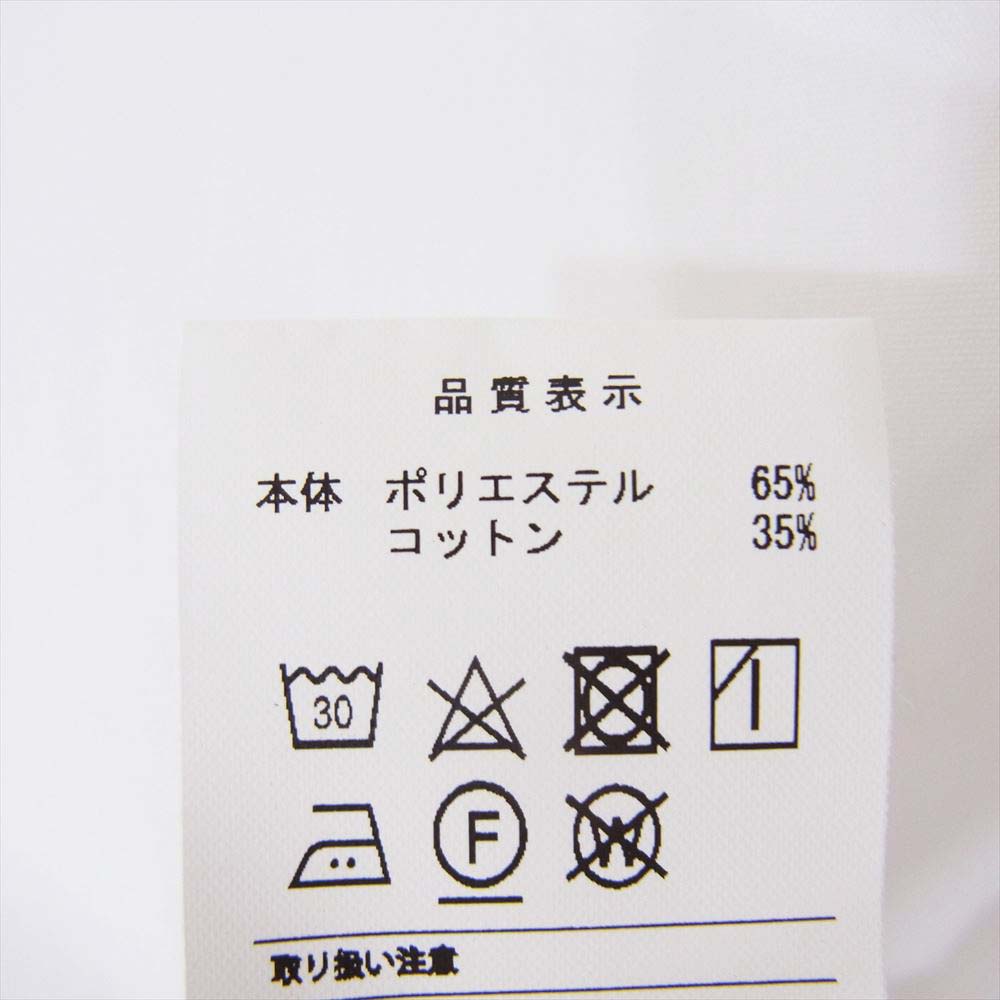 品質表示
本体 ポリエステル 65%
コットン 35%
30
F
W
取り扱い注意